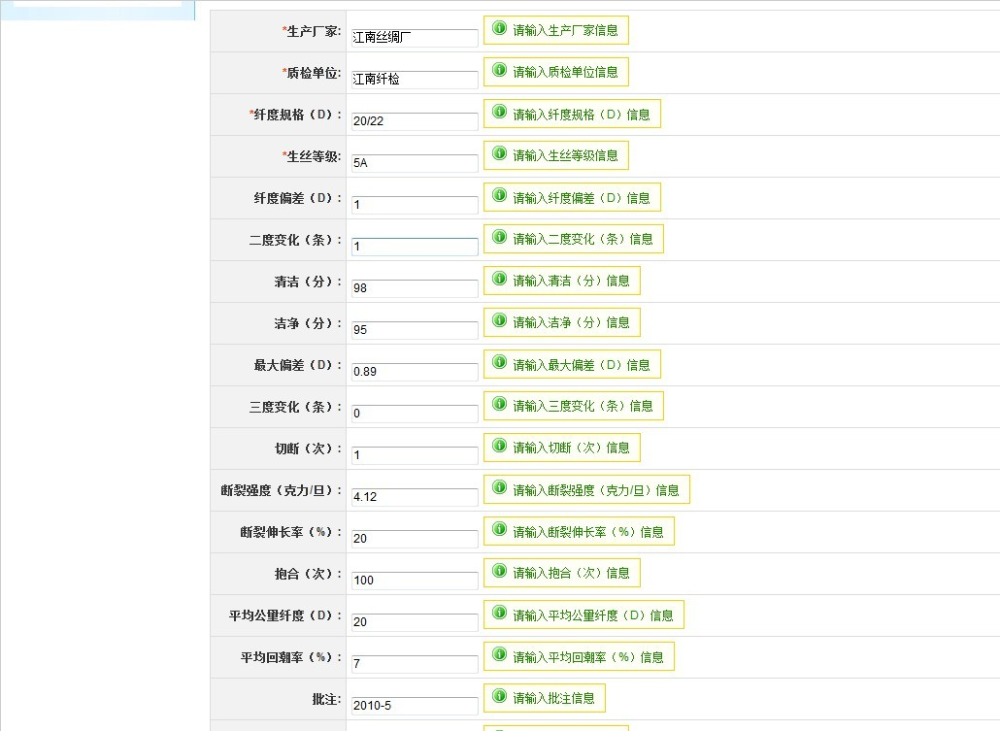 *生产厂家: 江南丝绸厂 请输入生产厂家信息
*质检单位: 江南纤检 请输入质检单位信息
*纤度规格（D）: 20/22 请输入纤度规格（D）信息
*生丝等级: 5A 请输入生丝等级信息
纤度偏差（D）: 1 请输入纤度偏差（D）信息
二度变化（条）: 1 请输入二度变化（条）信息
清洁（分）: 98 请输入清洁（分）信息
洁净（分）: 95 请输入洁净（分）信息
最大偏差（D）: 0.89 请输入最大偏差（D）信息
三度变化（条）: 0 请输入三度变化（条）信息
切断（次）: 1 请输入切断（次）信息
断裂强度（克力/旦）: 4.12 请输入断裂强度（克力/旦）信息
断裂伸长率（%）: 20 请输入断裂伸长率（%）信息
抱合（次）: 100 请输入抱合（次）信息
平均公量纤度（D）: 20 请输入平均公量纤度（D）信息
平均回潮率（%）: 7 请输入平均回潮率（%）信息
批注: 2010-5 请输入批注信息